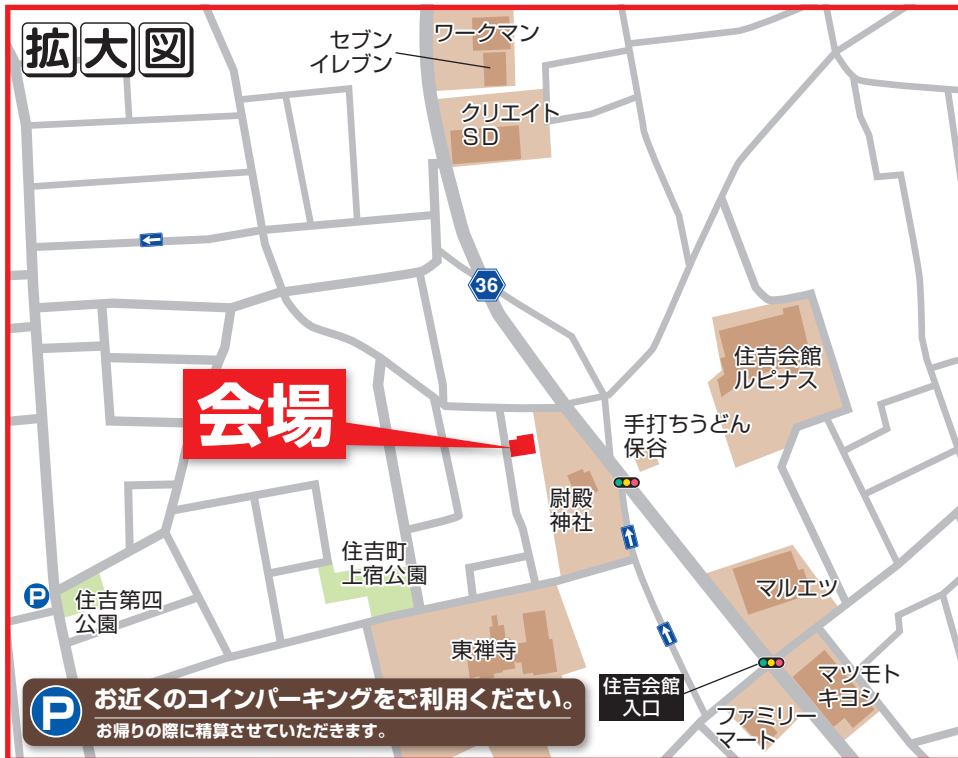 拡大図
セブン
イレブン
ワークマン
クリエイト
SD
36
住吉会館
ルピナス
会場
手打ちうどん
保谷
尉殿
神社
住吉町
上宿公園
P
住吉第四
公園
マルエツ
東禅寺
住吉会館
入口
マツモト
キヨシ
ファミリー
マート
P
お近くのコインパーキングをご利用ください。
お帰りの際に精算させていただきます。